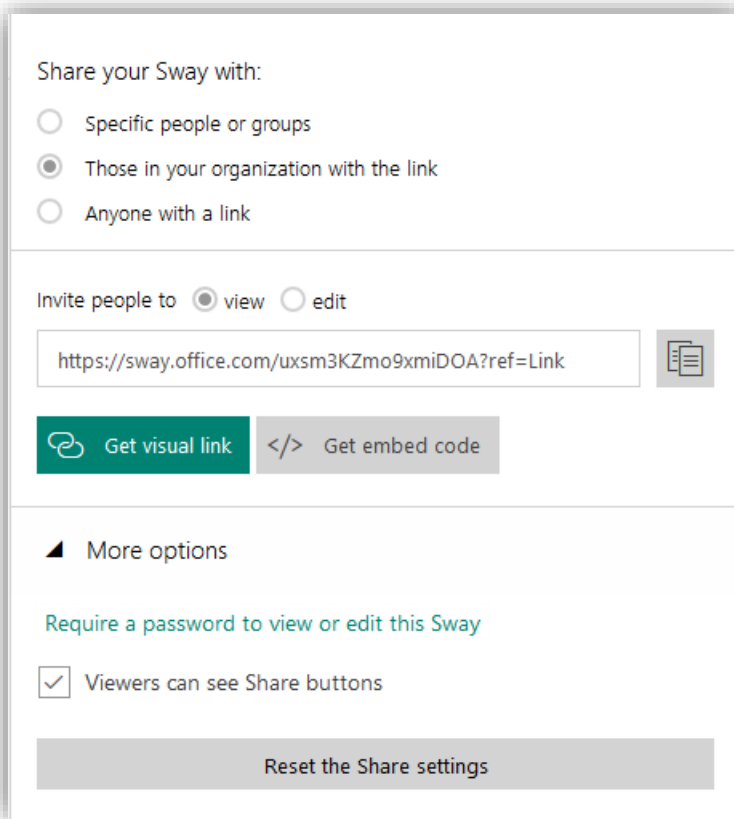 Share your Sway with:
Specific people or groups
Those in your organization with the link
Anyone with a link
Invite people to view edit
https://sway.office.com/uxsm3KZmo9xmiDOA?ref=Link
Get visual link </> Get embed code
More options
Require a password to view or edit this Sway
Viewers can see Share buttons
Reset the Share settings